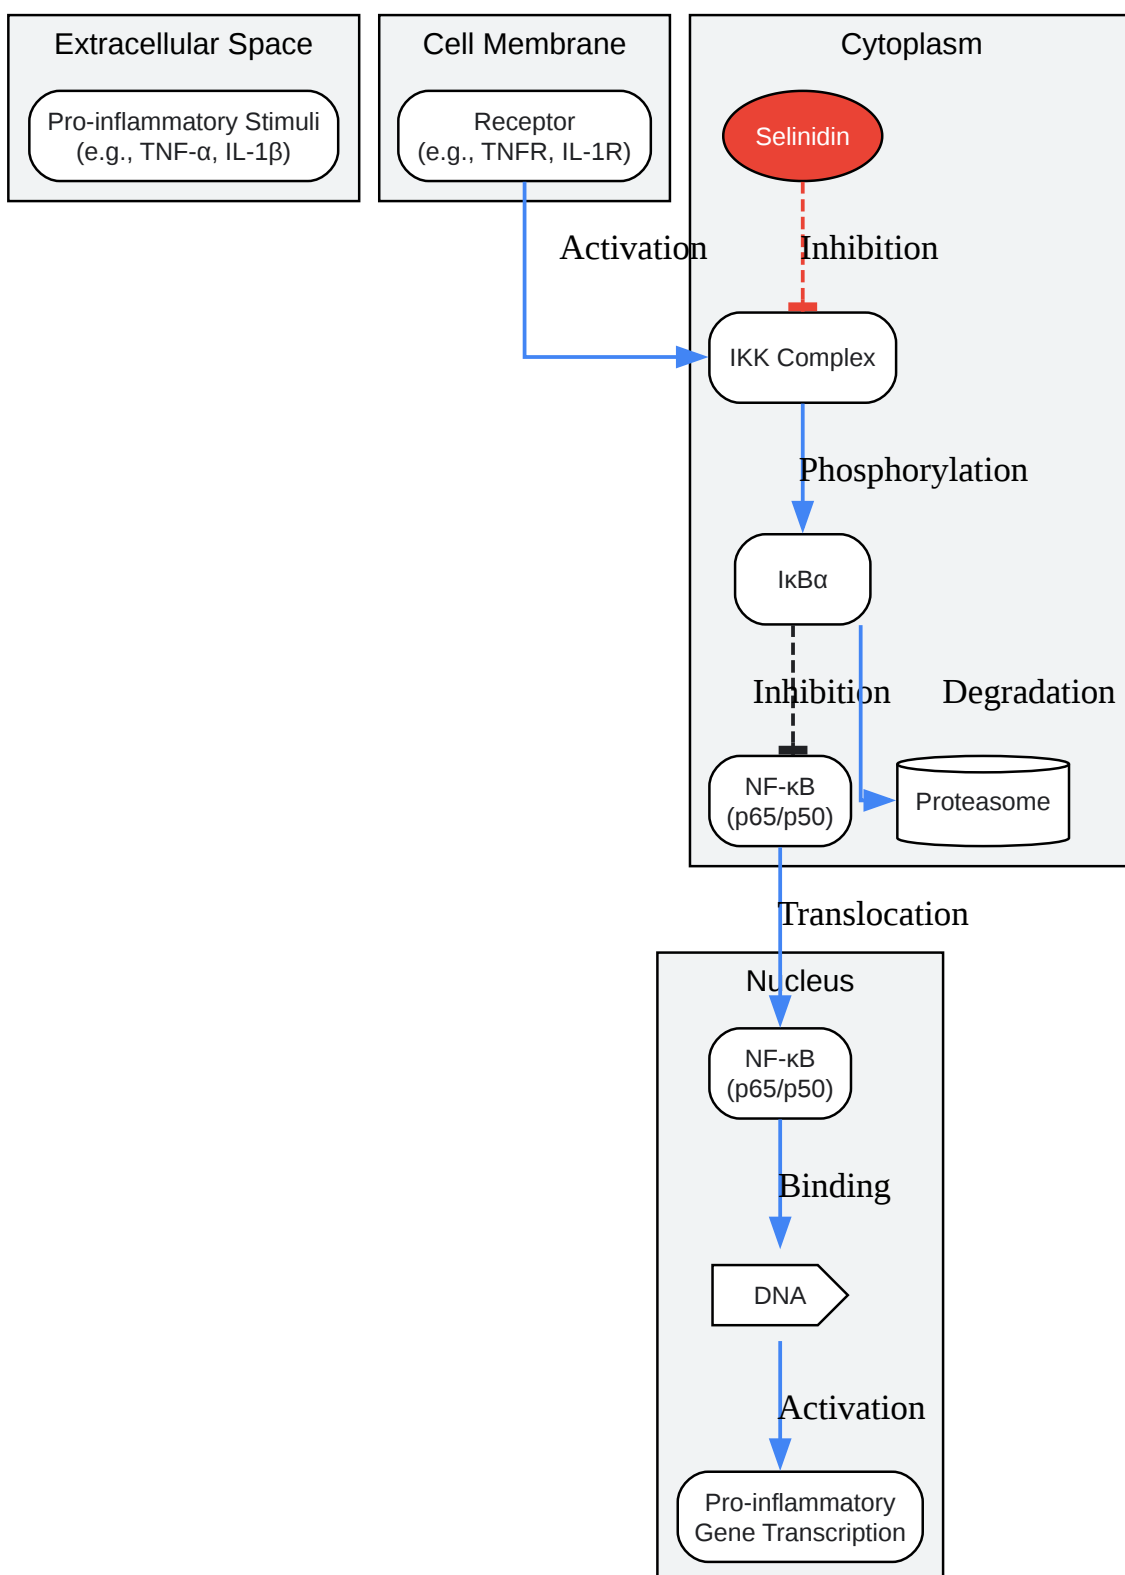 Extracellular Space
Cell Membrane
Cytoplasm
Pro-inflammatory Stimuli
(e.g., TNF-α, IL-1β)
Receptor
(e.g., TNFR, IL-1R)
Selinidin
Activation
Inhibition
IKK Complex
Phosphorylation
IκBα
Inhibition
Degradation
NF-κB
(p65/p50)
Proteasome
Translocation
Nucleus
NF-κB
(p65/p50)
Binding
DNA
Activation
Pro-inflammatory
Gene Transcription